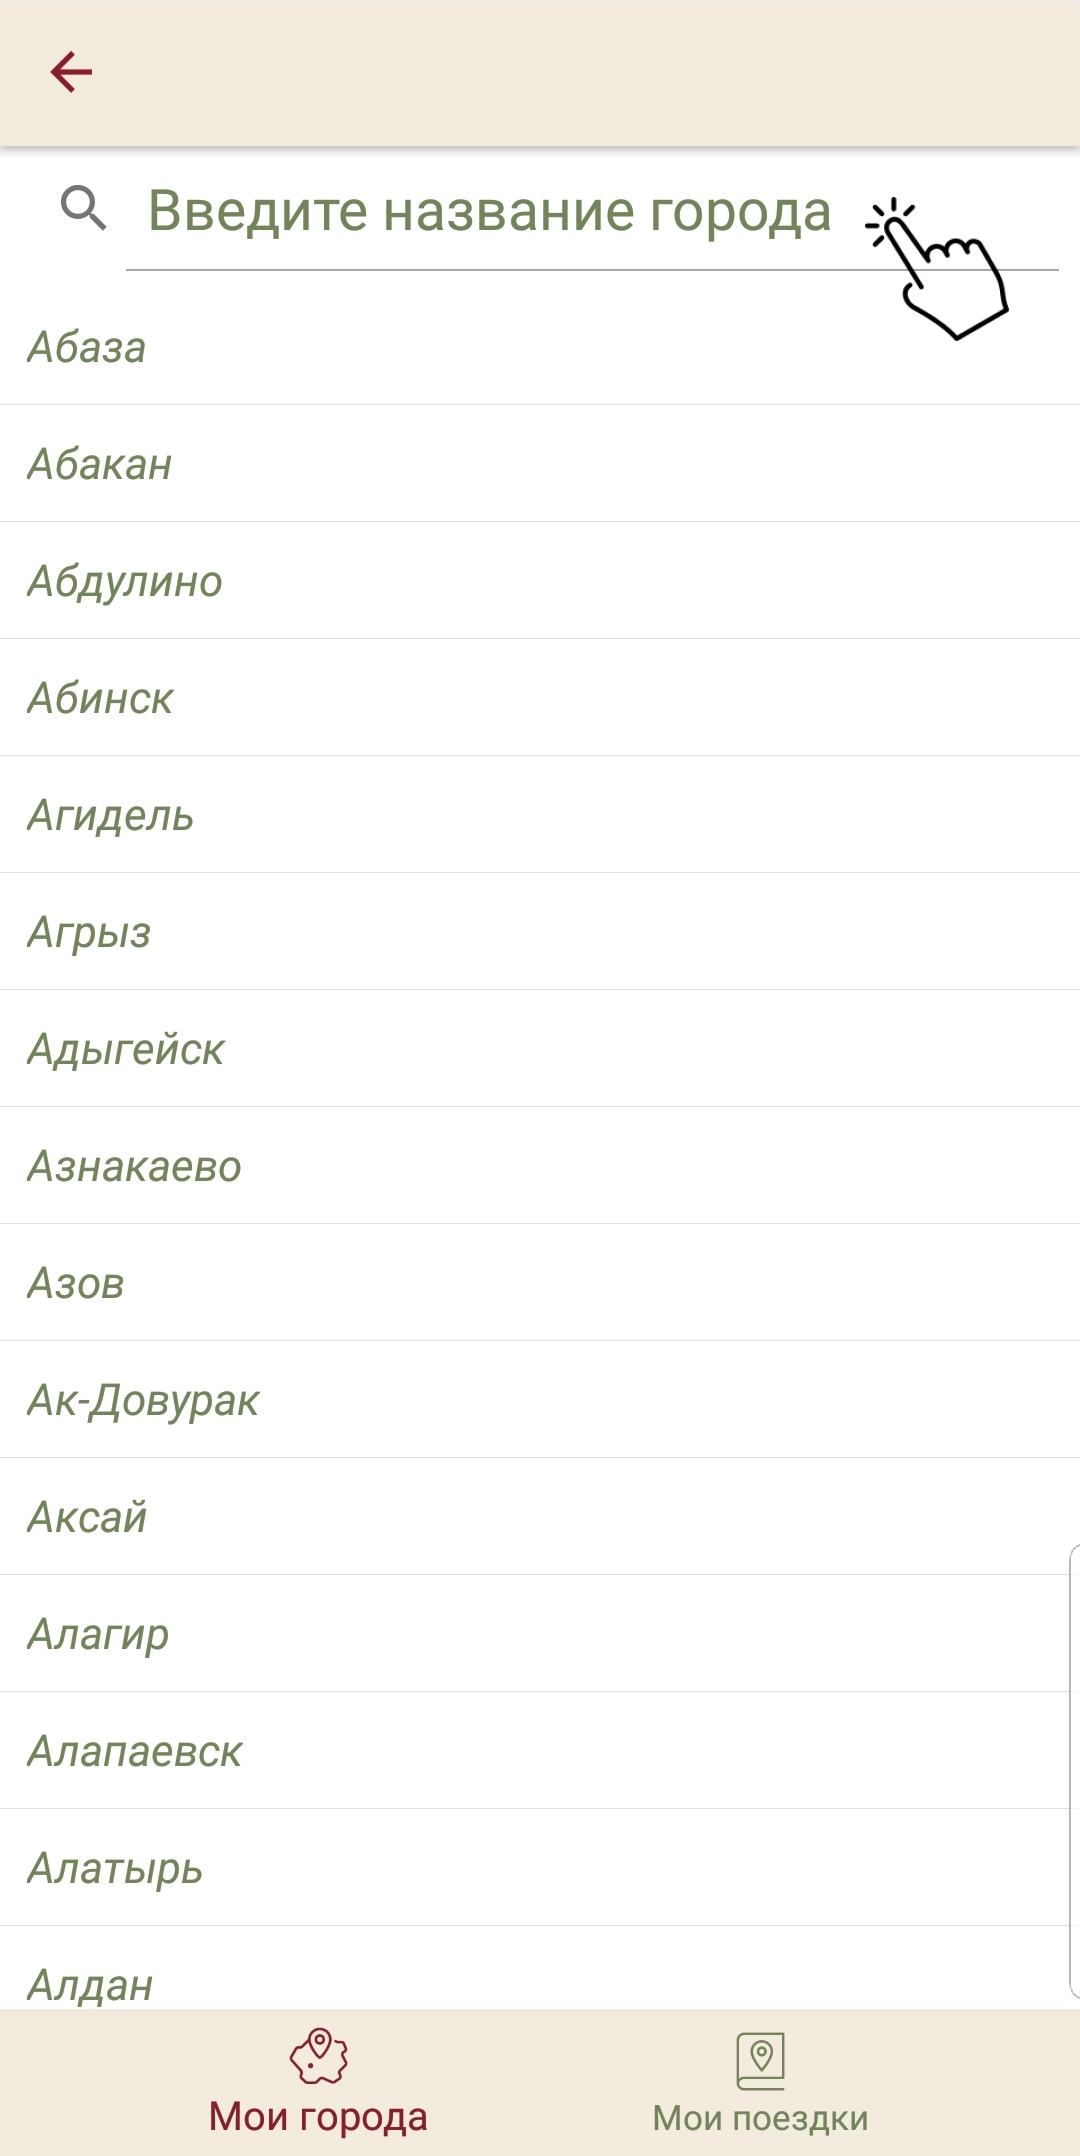 Введите название города
Абаза
Абакан
Абдулино
Абинск
Агидель
Агрыз
Адыгейск
Азнакаево
Азов
Ак-Довурак
Аксай
Алагир
Алапаевск
Алатырь
Алдан
Мои города
Мои поездки